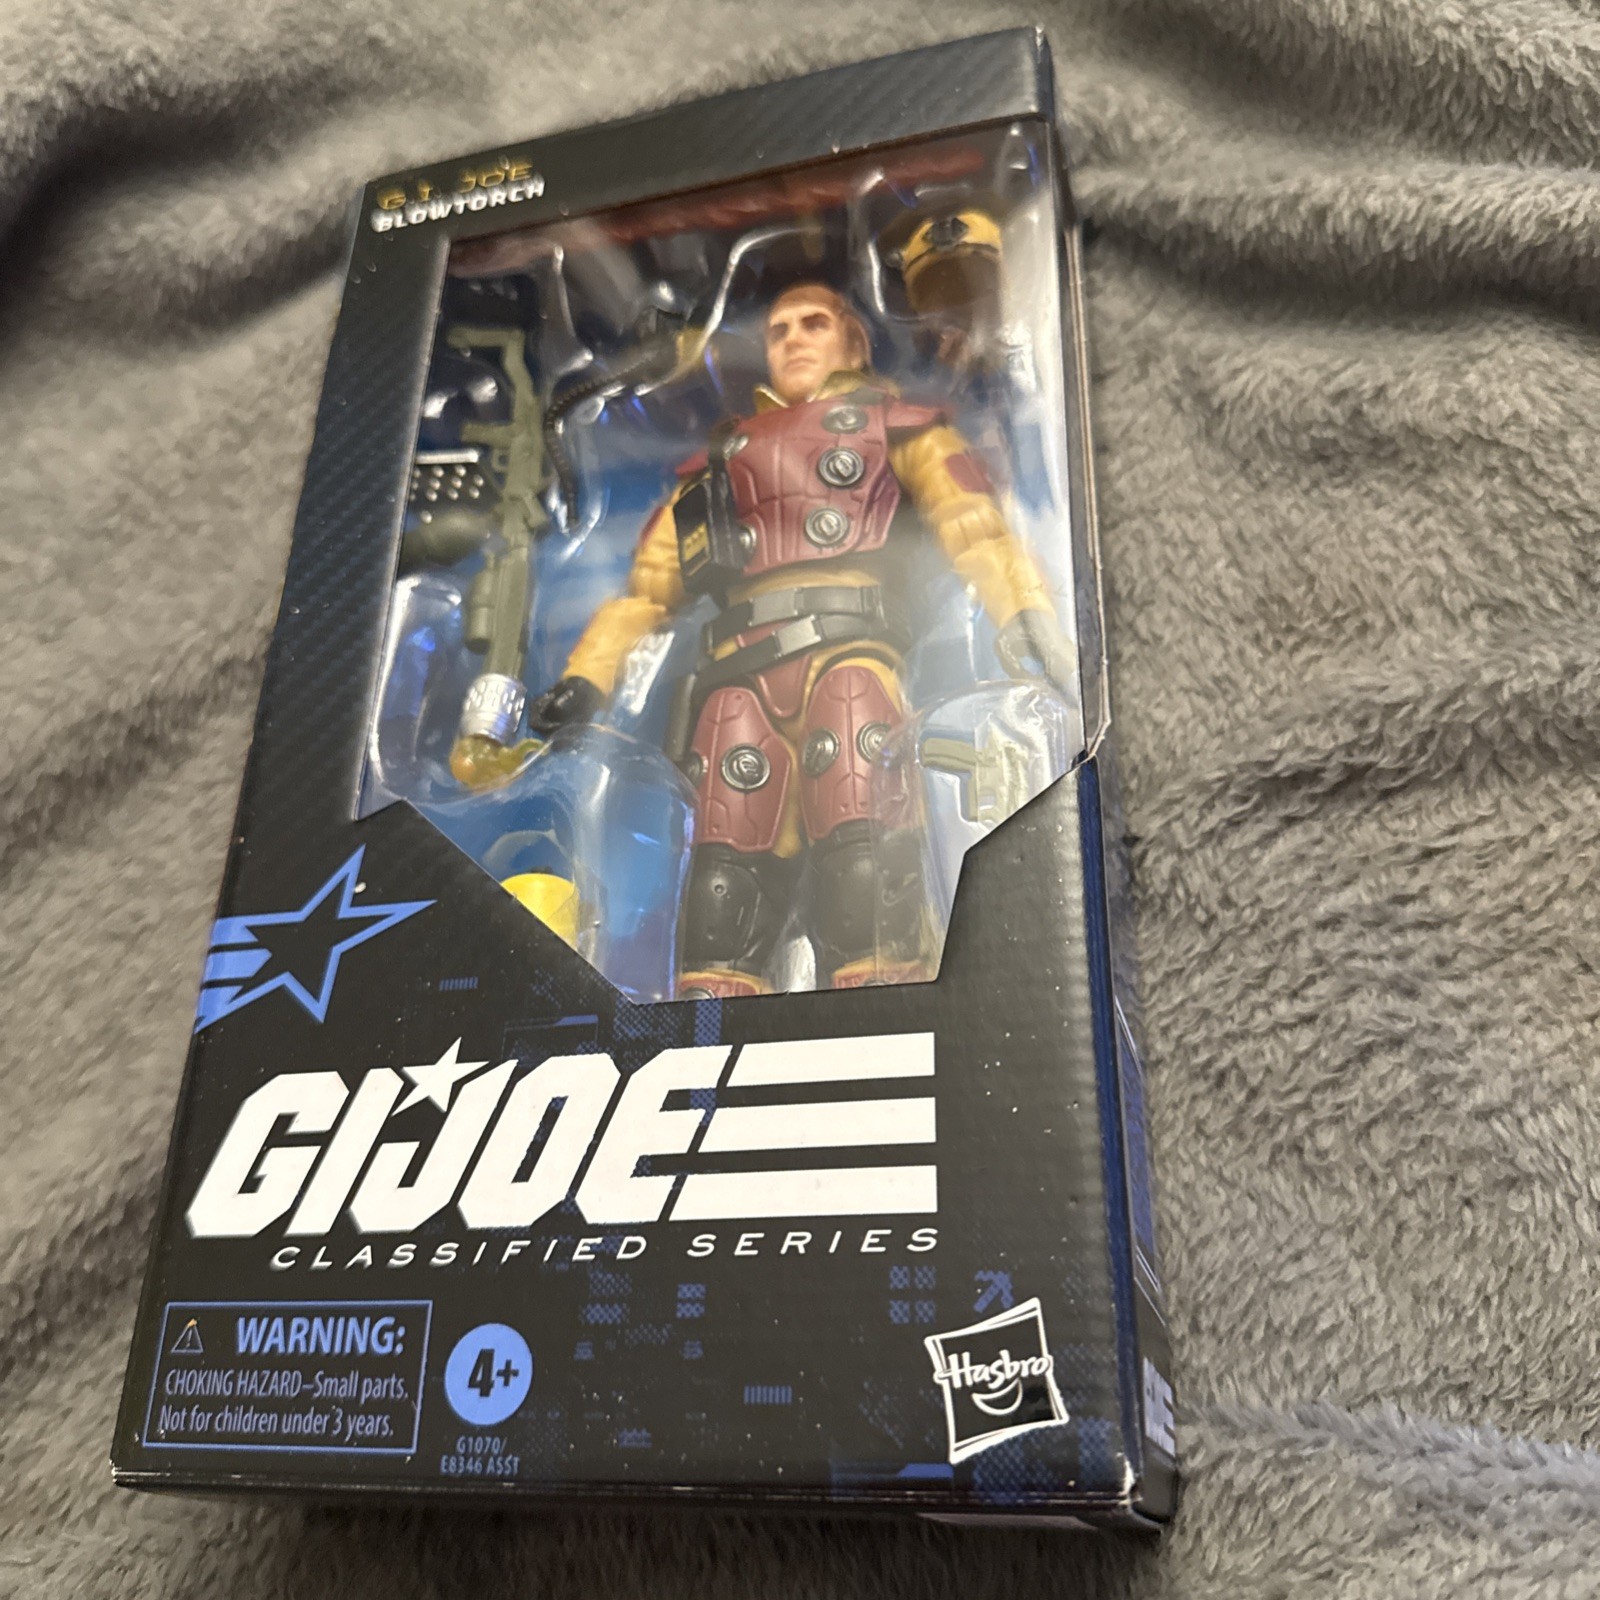 G.I. JOE
BLOWTORCH
GIJOE
CLASSIFIED SERIES
WARNING:
CHOKING HAZARD–Small parts.
Not for children under 3 years.
4+
G1070/
E8346 ASST
Hasbro